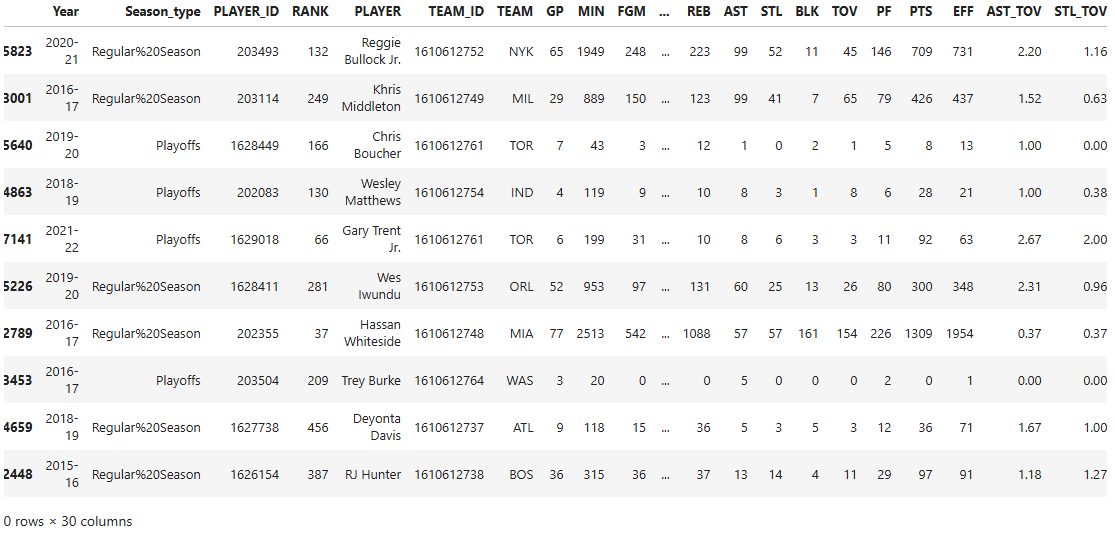 Year Season_type PLAYER_ID RANK PLAYER TEAM_ID TEAM GP MIN FGM ... REB AST STL BLK TOV PF PTS EFF AST_TOV STL_TOV
5823 2020-21 Regular%20Season 203493 132 Reggie Bullock Jr. 1610612752 NYK 65 1949 248 ... 223 99 52 11 45 146 709 731 2.20 1.16
3001 2016-17 Regular%20Season 203114 249 Khris Middleton 1610612749 MIL 29 889 150 ... 123 99 41 7 65 79 426 437 1.52 0.63
5640 2019-20 Playoffs 1628449 166 Chris Boucher 1610612761 TOR 7 43 3 ... 12 1 0 2 1 5 8 13 1.00 0.00
4863 2018-19 Playoffs 202083 130 Wesley Matthews 1610612754 IND 4 119 9 ... 10 8 3 1 8 6 28 21 1.00 0.38
7141 2021-22 Playoffs 1629018 66 Gary Trent Jr. 1610612761 TOR 6 199 31 ... 10 8 6 3 3 11 92 63 2.67 2.00
5226 2019-20 Regular%20Season 1628411 281 Wes Iwundu 1610612753 ORL 52 953 97 ... 131 60 25 13 26 80 300 348 2.31 0.96
2789 2016-17 Regular%20Season 202355 37 Hassan Whiteside 1610612748 MIA 77 2513 542 ... 1088 57 57 161 154 226 1309 1954 0.37 0.37
3453 2016-17 Playoffs 203504 209 Trey Burke 1610612764 WAS 3 20 0 ... 0 5 0 0 0 2 0 1 0.00 0.00
4659 2018-19 Regular%20Season 1627738 456 Deyonta Davis 1610612737 ATL 9 118 15 ... 36 5 3 5 3 12 36 71 1.67 1.00
2448 2015-16 Regular%20Season 1626154 387 RJ Hunter 1610612738 BOS 36 315 36 ... 37 13 14 4 11 29 97 91 1.18 1.27
0 rows × 30 columns